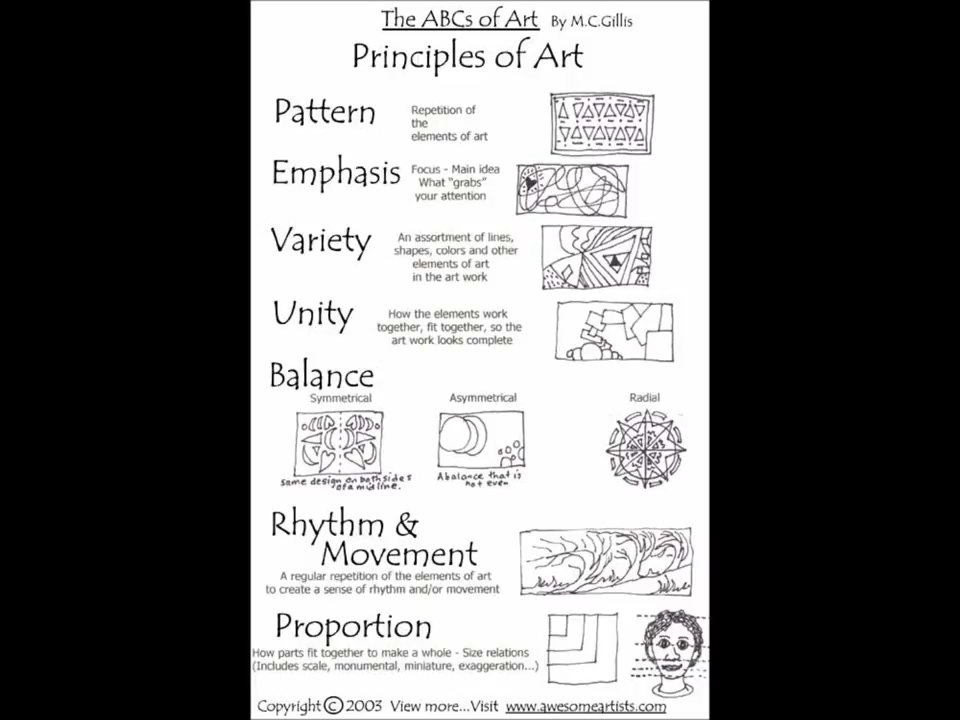 The ABCs of Art By M.C.Gillis
Principles of Art
Pattern
Repetition of
the
elements of art
Emphasis
Focus - Main idea
What "grabs"
your attention
Variety
An assortment of lines,
shapes, colors and other
elements of art
in the art work
Unity
How the elements work
together, fit together, so the
art work looks complete
Balance
Symmetrical
same design on both sides
of a mid line.
Asymmetrical
A balance that is
not even
Radial
Rhythm &
Movement
A regular repetition of the elements of art
to create a sense of rhythm and/or movement
Proportion
How parts fit together to make a whole - Size relations
(Includes scale, monumental, miniature, exaggeration...)
Copyright © 2003 View more...Visit www.awesomeartists.com